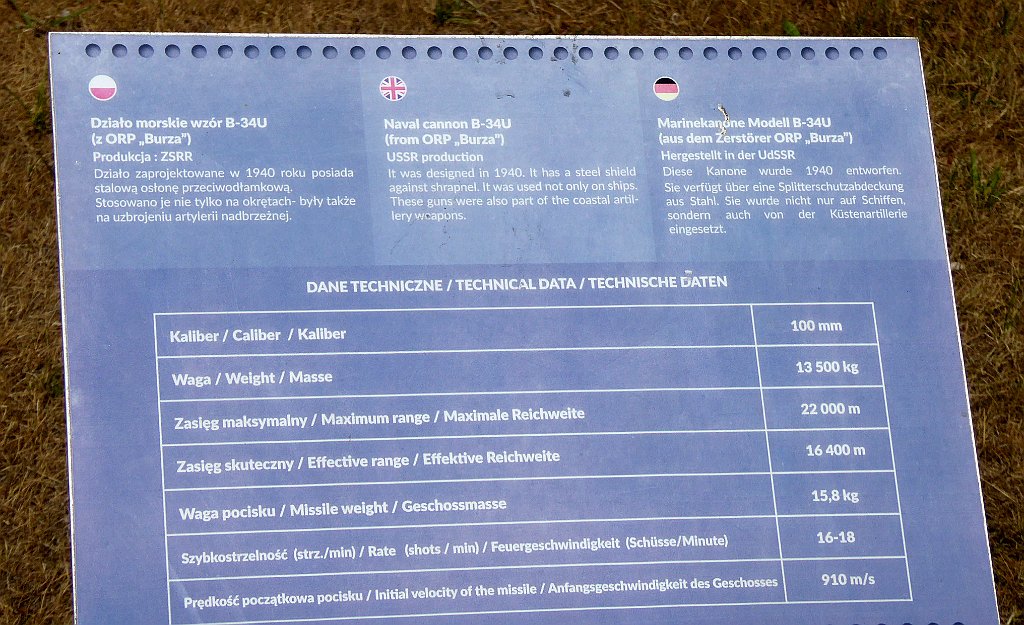 Działo morskie wzór B-34U
(z ORP „Burza”)
Produkcja : ZSRR
Działo zaprojektowane w 1940 roku posiada
stalową osłonę przeciwodłamkową.
Stosowano je nie tylko na okrętach- były także
na uzbrojeniu artylerii nadbrzeżnej.
Naval cannon B-34U
(from ORP „Burza”)
USSR production
It was designed in 1940. It has a steel shield
against shrapnel. It was used not only on ships.
These guns were also part of the coastal artil-
lery weapons.
Marinekanone Modell B-34U
(aus dem Zerstörer ORP „Burza”)
Hergestellt in der UdSSR
Diese Kanone wurde 1940 entworfen.
Sie verfügt über eine Splitterschutzabdeckung
aus Stahl. Sie wurde nicht nur auf Schiffen,
sondern auch von der Küstenartillerie
eingesetzt.
DANE TECHNICZNE / TECHNICAL DATA / TECHNISCHE DATEN
Kaliber / Caliber / Kaliber 100 mm
Waga / Weight / Masse 13 500 kg
Zasięg maksymalny / Maximum range / Maximale Reichweite 22 000 m
Zasięg skuteczny / Effective range / Effektive Reichweite 16 400 m
Waga pocisku / Missile weight / Geschossmasse 15,8 kg
Szybkostrzelność (strz./min) / Rate (shots / min) / Feuergeschwindigkeit (Schüsse/Minute) 16-18
Prędkość początkowa pocisku / Initial velocity of the missile / Anfangsgeschwindigkeit des Geschosses 910 m/s